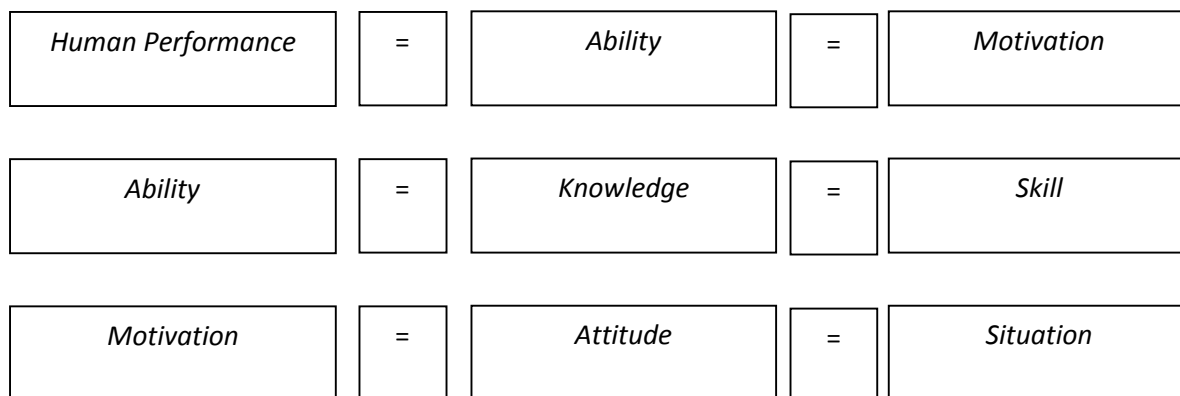 Human Performance = Ability = Motivation
Ability = Knowledge = Skill
Motivation = Attitude = Situation